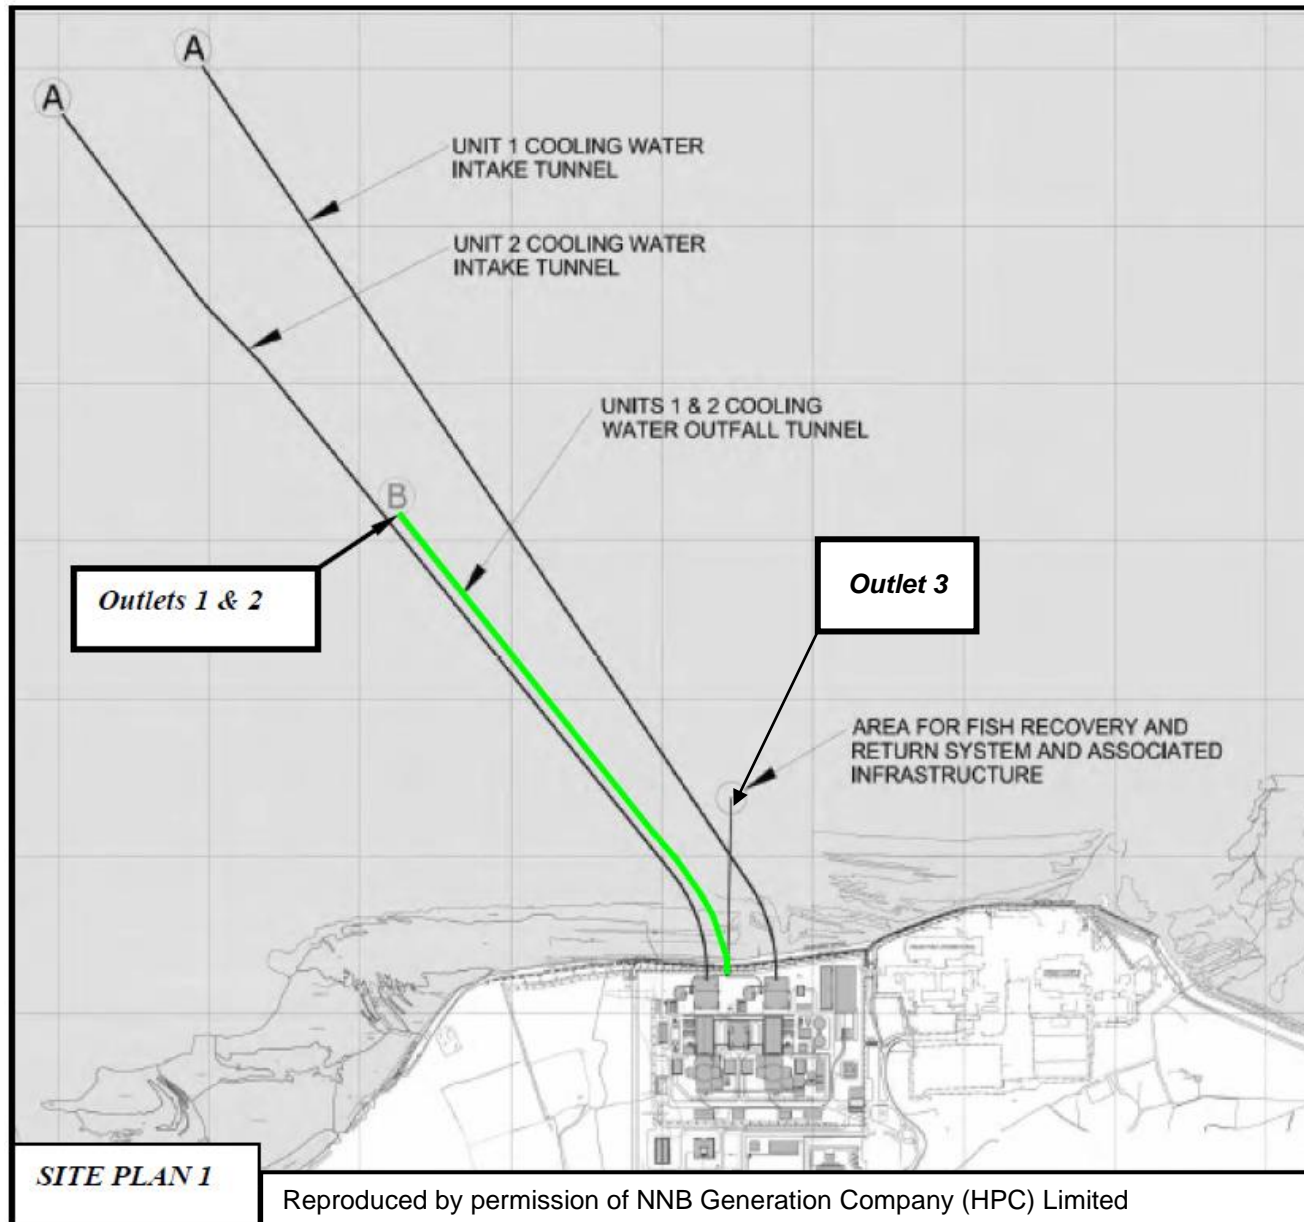 A
A
UNIT 1 COOLING WATER
INTAKE TUNNEL
UNIT 2 COOLING WATER
INTAKE TUNNEL
UNITS 1 & 2 COOLING
WATER OUTFALL TUNNEL
B
Outlets 1 & 2
Outlet 3
AREA FOR FISH RECOVERY AND
RETURN SYSTEM AND ASSOCIATED
INFRASTRUCTURE
SITE PLAN 1
Reproduced by permission of NNB Generation Company (HPC) Limited